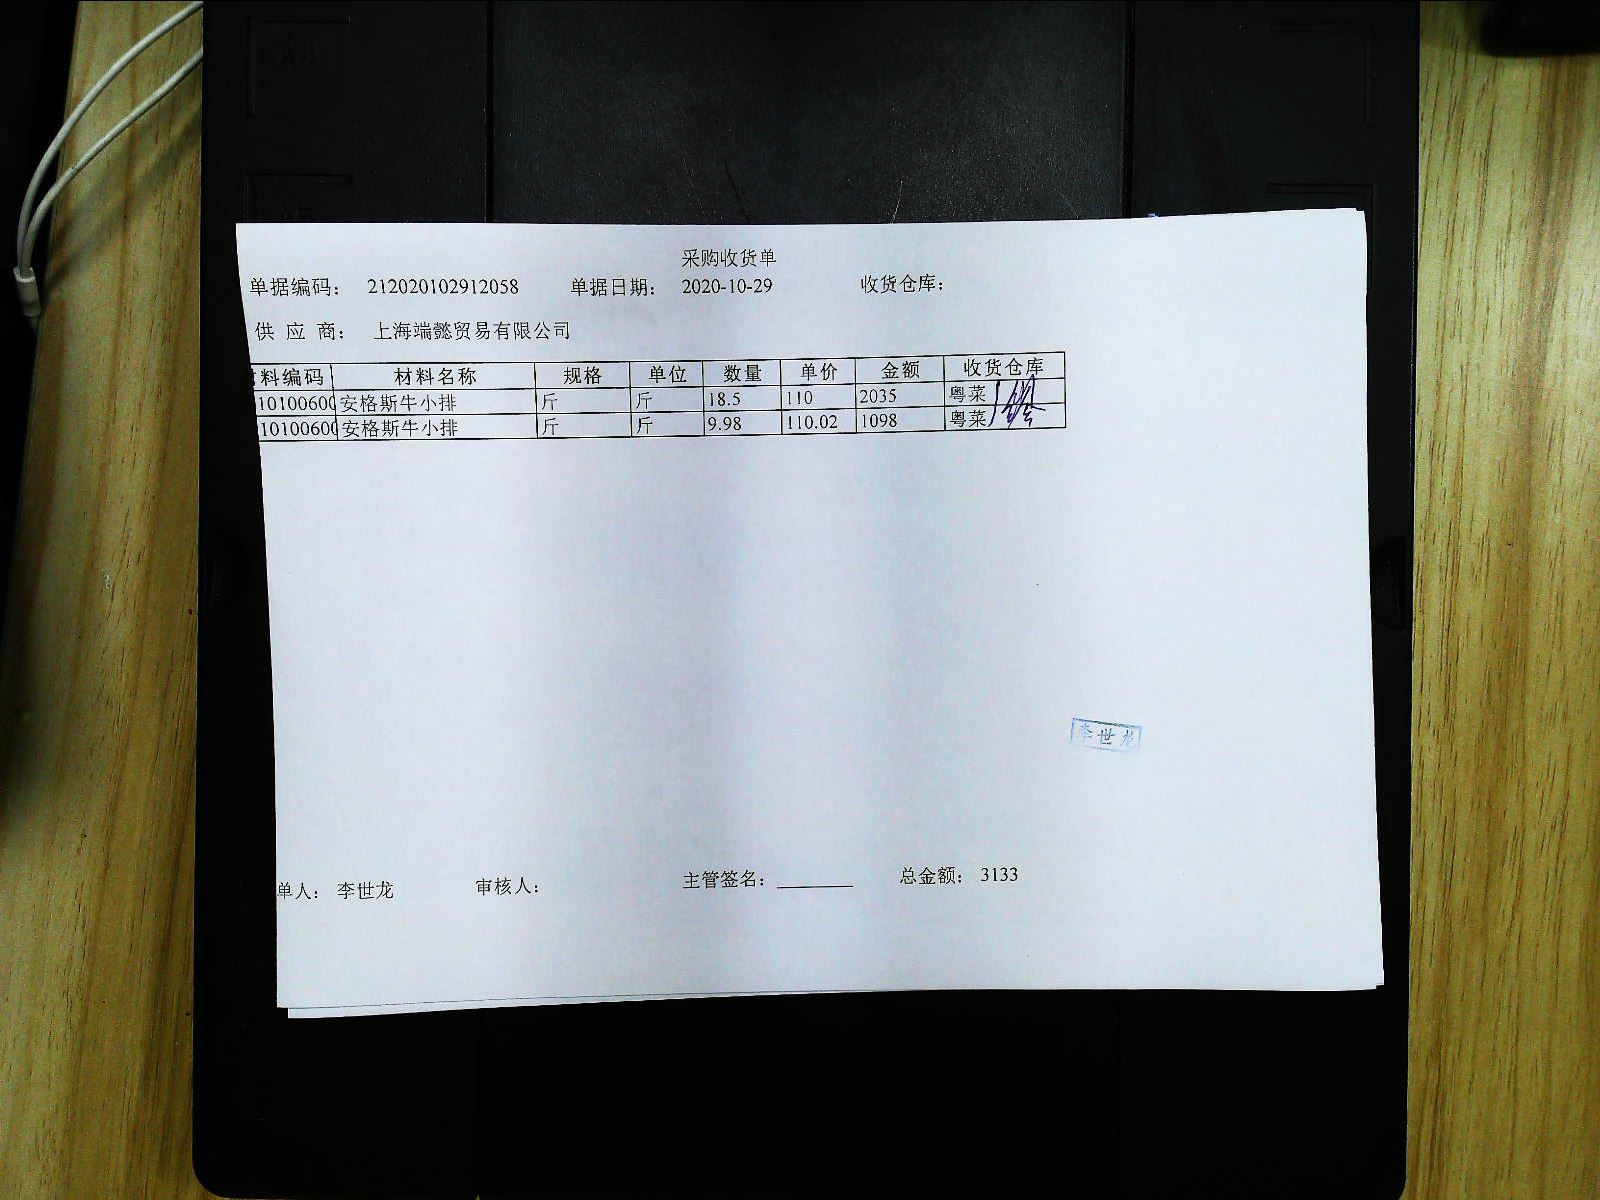 采购收货单
单据编码： 212020102912058 单据日期： 2020-10-29 收货仓库：
供 应 商： 上海端懿贸易有限公司
料编码 材料名称 规格 单位 数量 单价 金额 收货仓库
1010060 安格斯牛小排 斤 斤 18.5 110 2035 粤菜
1010060 安格斯牛小排 斤 斤 9.98 110.02 1098 粤菜
李世龙
单人： 李世龙 审核人： 主管签名： 总金额： 3133